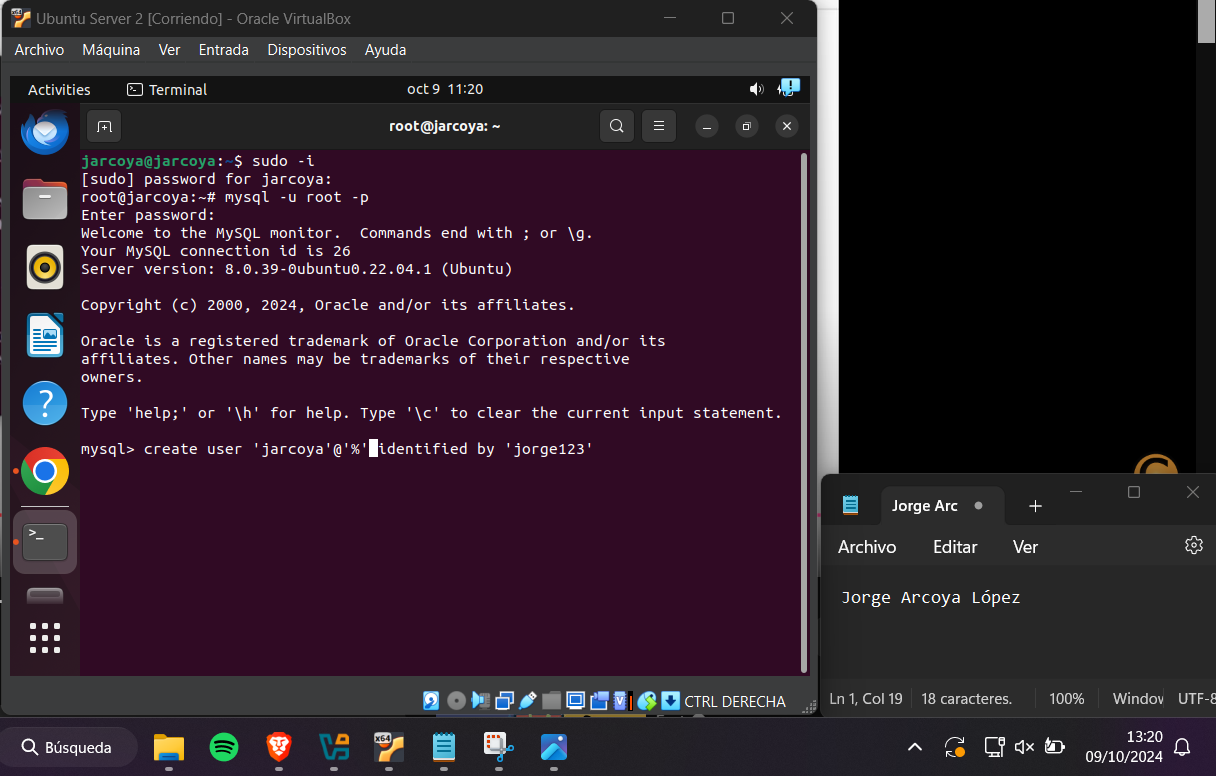 Ubuntu Server 2 [Corriendo] - Oracle VirtualBox
Archivo Máquina Ver Entrada Dispositivos Ayuda
Activities Terminal oct 9 11:20
root@jarcoya: ~
jarcoya@jarcoya:~$ sudo -i
[sudo] password for jarcoya:
root@jarcoya:~# mysql -u root -p
Enter password:
Welcome to the MySQL monitor.  Commands end with ; or \g.
Your MySQL connection id is 26
Server version: 8.0.39-0ubuntu0.22.04.1 (Ubuntu)
Copyright (c) 2000, 2024, Oracle and/or its affiliates.
Oracle is a registered trademark of Oracle Corporation and/or its
affiliates. Other names may be trademarks of their respective
owners.
Type 'help;' or '\h' for help. Type '\c' to clear the current input statement.
mysql> create user 'jarcoya'@'%' identified by 'jorge123'
CTRL DERECHA
Jorge Arc
Archivo Editar Ver
Jorge Arcoya López
Ln 1, Col 19 18 caracteres. 100% Window UTF-8
Búsqueda
13:20
09/10/2024